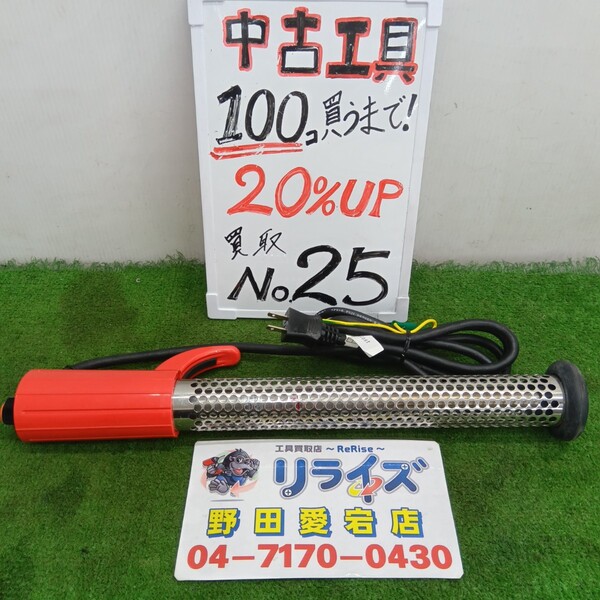 中古工具
100コ買うまで!
20%UP
買取
No.25
工具買取店 ~ReRise~
リライズ
野田愛宕店
04-7170-0430